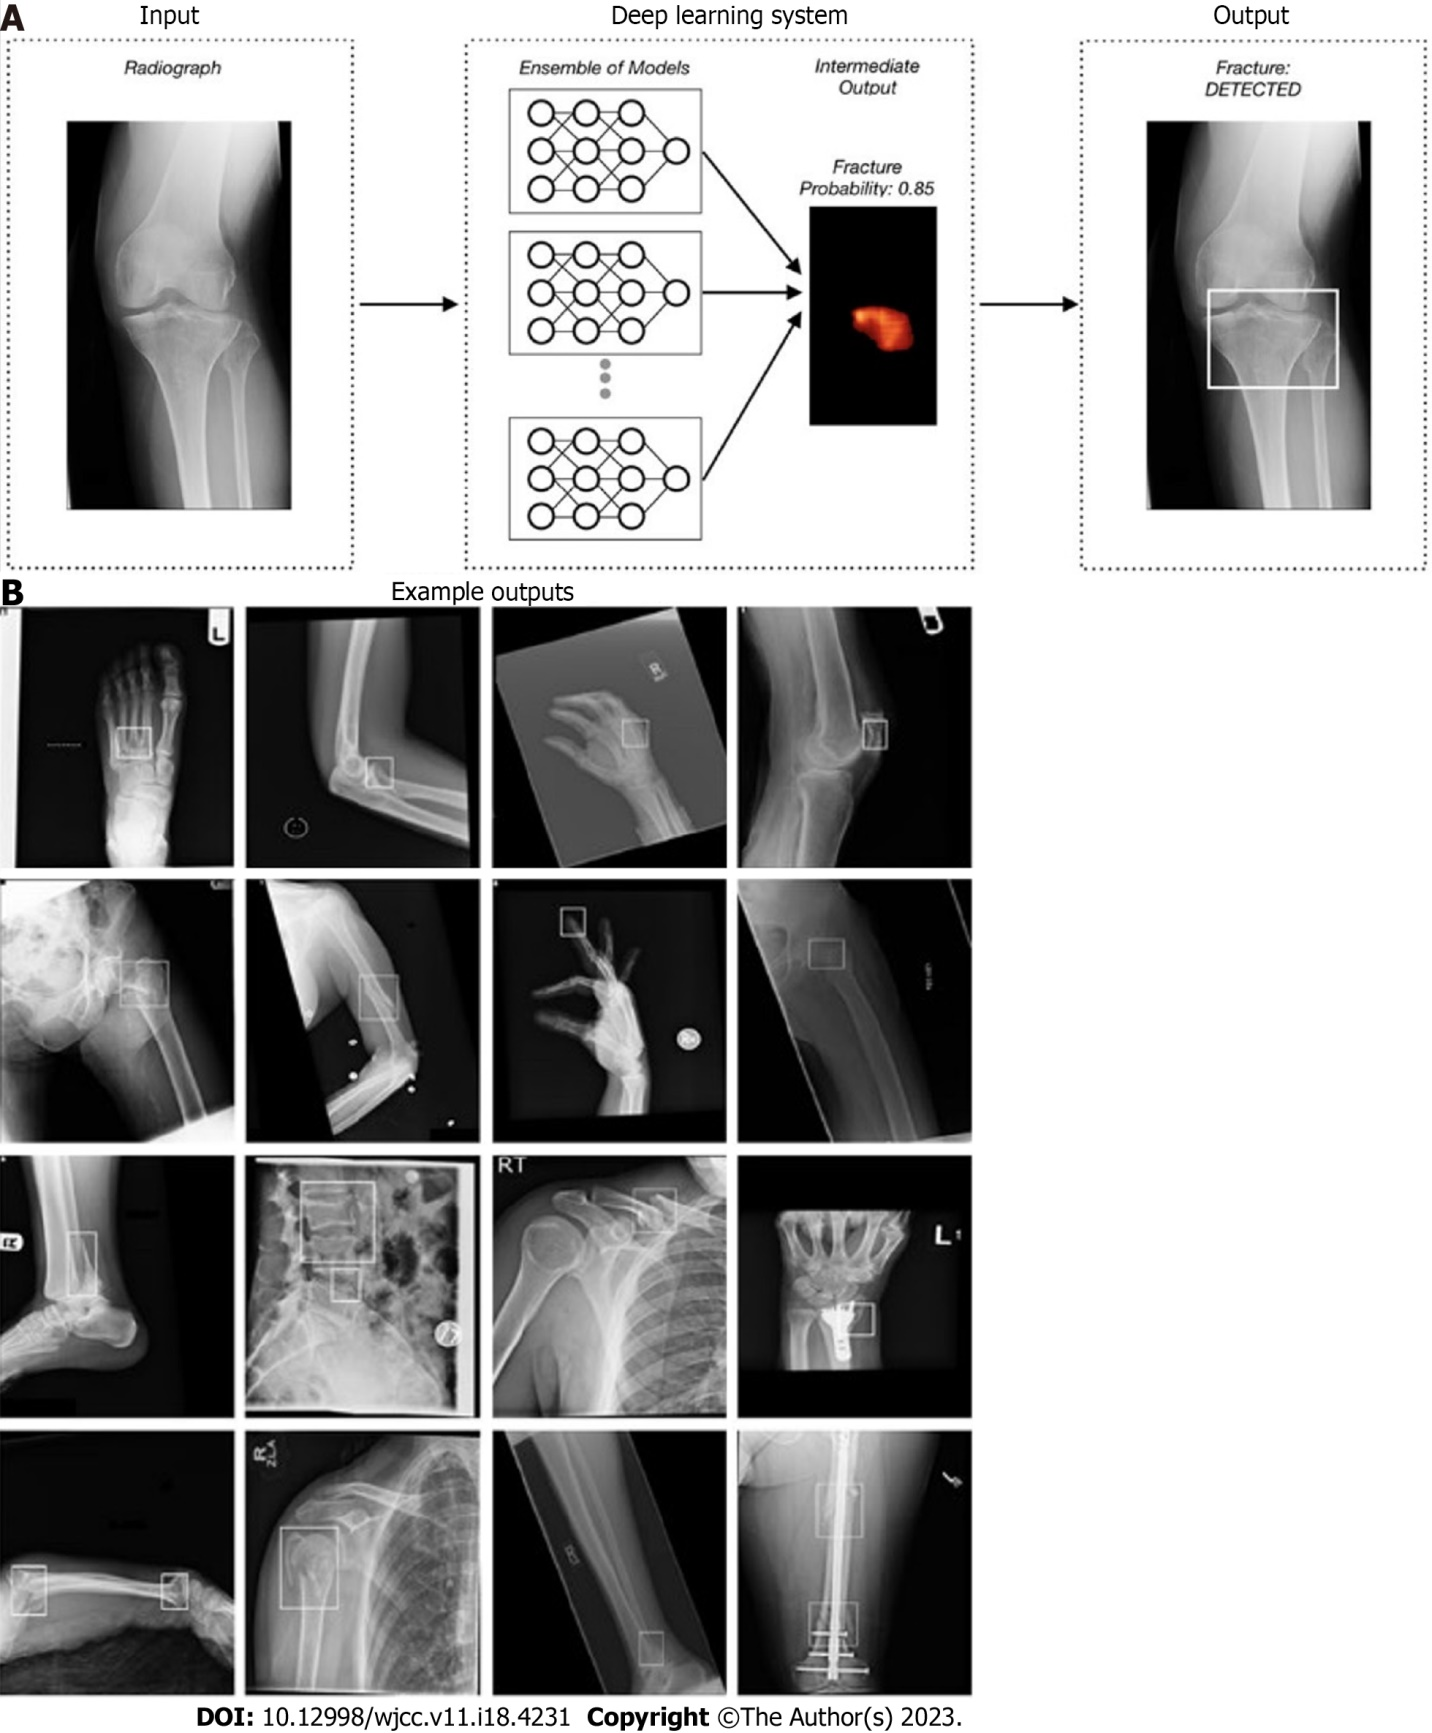 A
Input
Deep learning system
Output
Radiograph
Ensemble of Models
Intermediate
Output
Fracture:
DETECTED
Fracture
Probability: 0.85
B
Example outputs
L
R
RT
L
R
DOI: 10.12998/wjcc.v11.i18.4231 Copyright ©The Author(s) 2023.